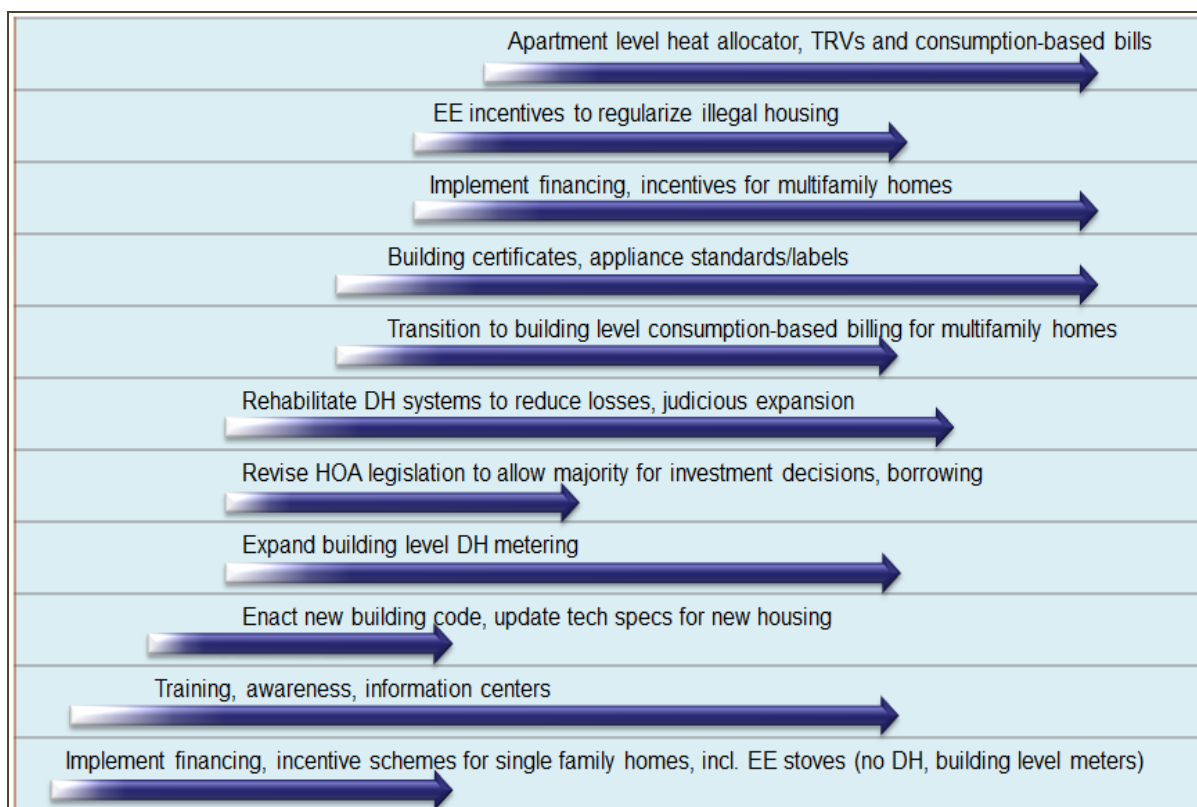 Apartment level heat allocator, TRVs and consumption-based bills
EE incentives to regularize illegal housing
Implement financing, incentives for multifamily homes
Building certificates, appliance standards/labels
Transition to building level consumption-based billing for multifamily homes
Rehabilitate DH systems to reduce losses, judicious expansion
Revise HOA legislation to allow majority for investment decisions, borrowing
Expand building level DH metering
Enact new building code, update tech specs for new housing
Training, awareness, information centers
Implement financing, incentive schemes for single family homes, incl. EE stoves (no DH, building level meters)